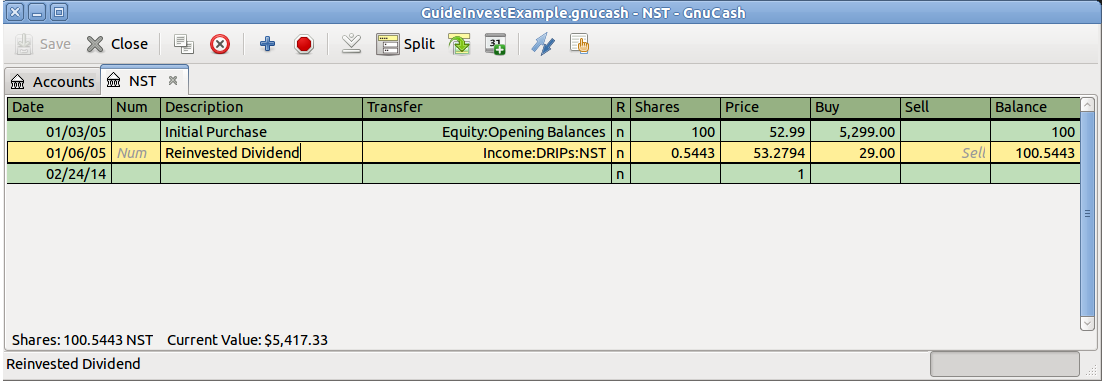 GuideInvestExample.gnucash - NST - GnuCash
Save Close Split
Accounts NST
Date Num Description Transfer R Shares Price Buy Sell Balance
01/03/05 Initial Purchase Equity:Opening Balances n 100 52.99 5,299.00 100
01/06/05 Num Reinvested Dividend Income:DRIPs:NST n 0.5443 53.2794 29.00 Sell 100.5443
02/24/14 n 1
Shares: 100.5443 NST Current Value: $5,417.33
Reinvested Dividend